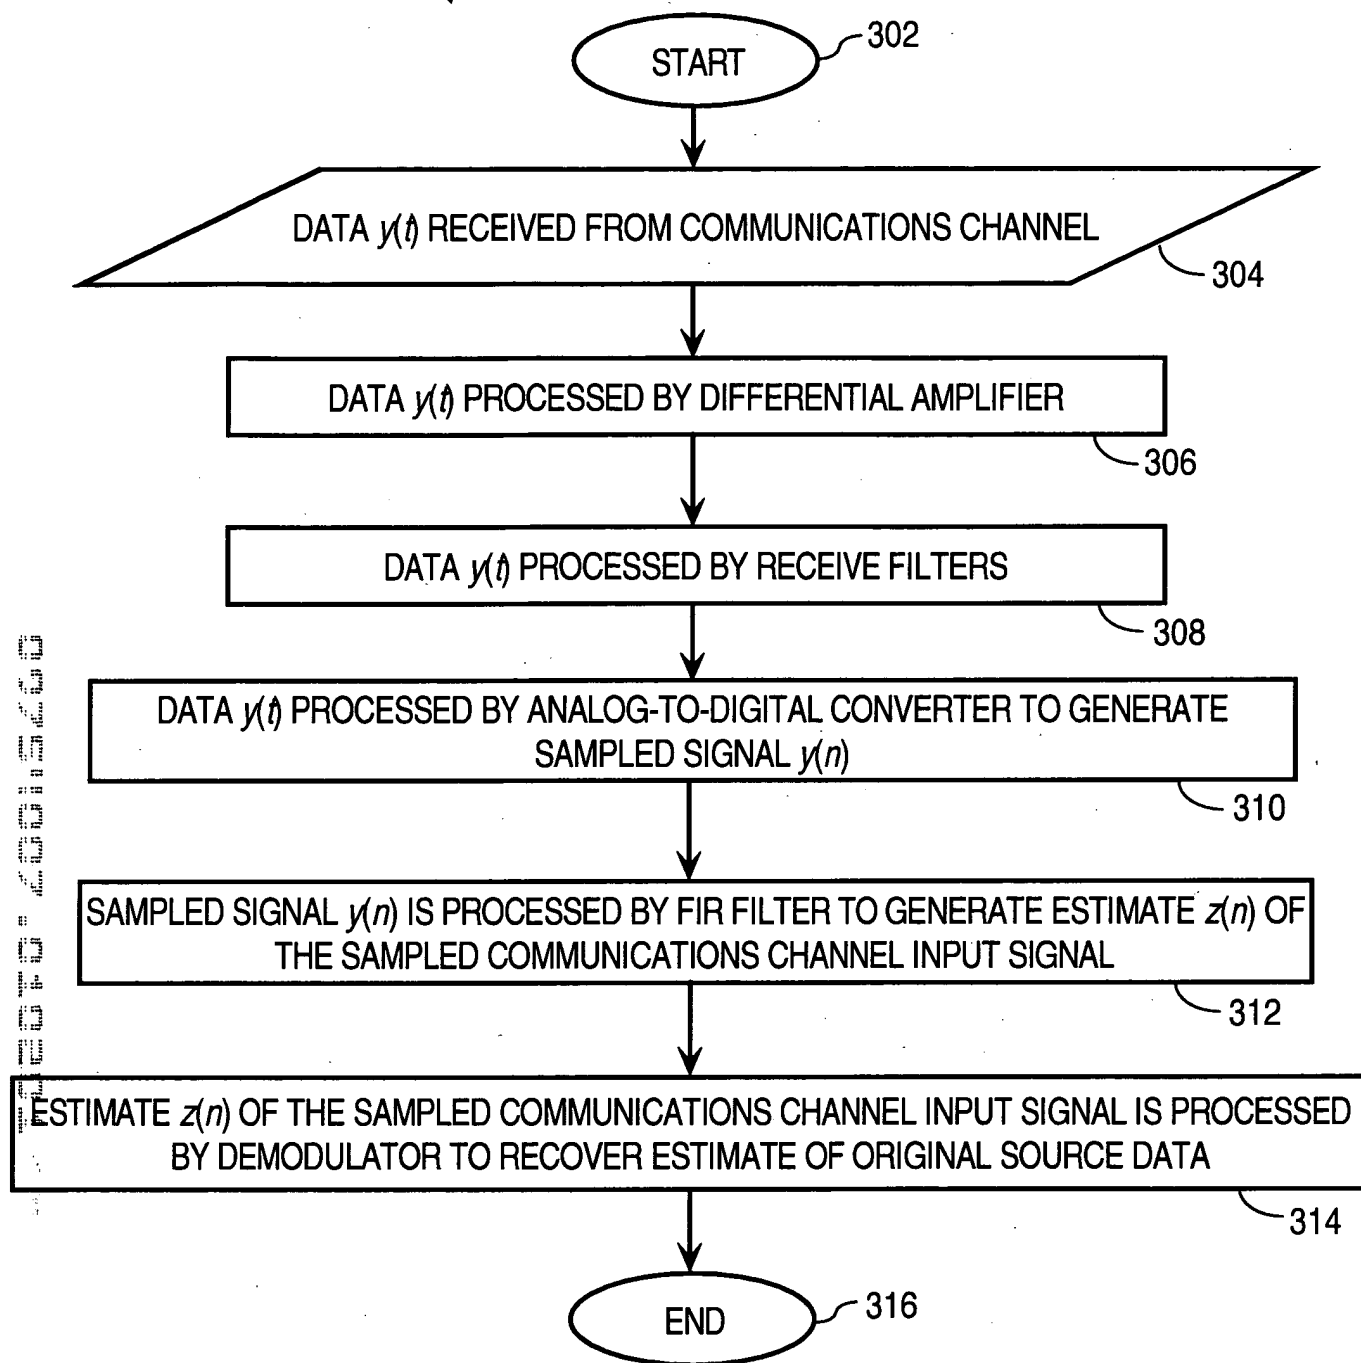 START
302
DATA y(t) RECEIVED FROM COMMUNICATIONS CHANNEL
304
DATA y(t) PROCESSED BY DIFFERENTIAL AMPLIFIER
306
DATA y(t) PROCESSED BY RECEIVE FILTERS
308
DATA y(t) PROCESSED BY ANALOG-TO-DIGITAL CONVERTER TO GENERATE
SAMPLED SIGNAL y(n)
310
SAMPLED SIGNAL y(n) IS PROCESSED BY FIR FILTER TO GENERATE ESTIMATE z(n) OF
THE SAMPLED COMMUNICATIONS CHANNEL INPUT SIGNAL
312
ESTIMATE z(n) OF THE SAMPLED COMMUNICATIONS CHANNEL INPUT SIGNAL IS PROCESSED
BY DEMODULATOR TO RECOVER ESTIMATE OF ORIGINAL SOURCE DATA
314
END
316